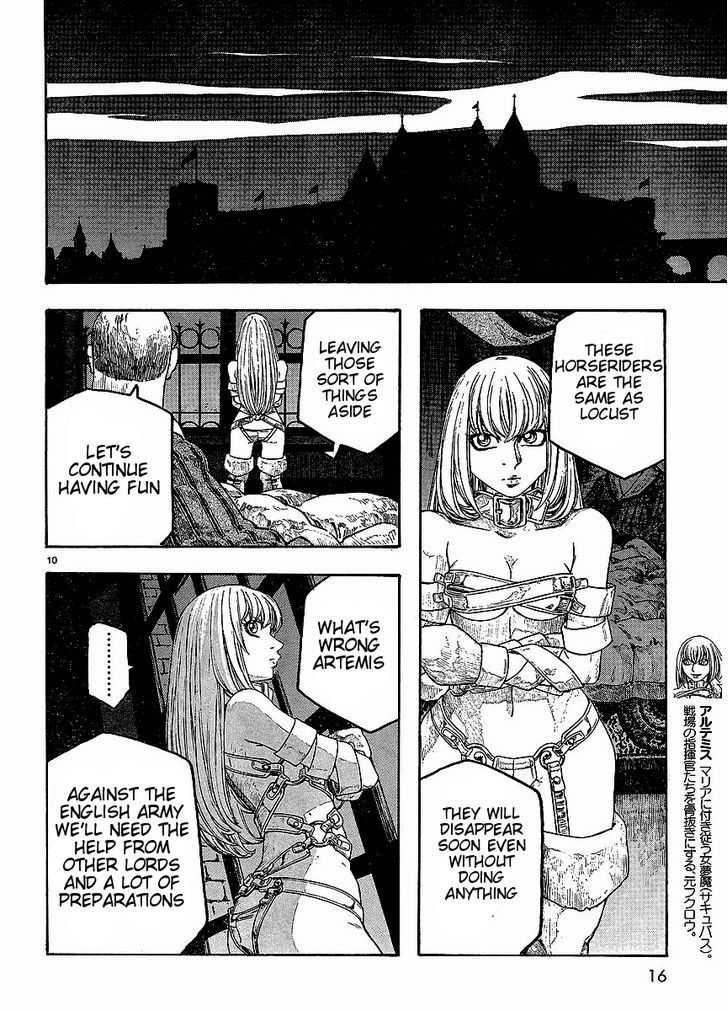 THESE
HORSERIDERS
ARE THE
SAME AS
LOCUST
THEY WILL
DISAPPEAR
SOON EVEN
WITHOUT
DOING
ANYTHING
LEAVING
THOSE
SORT OF
THINGS
ASIDE
LET'S
CONTINUE
HAVING FUN
10
WHAT'S
WRONG
ARTEMIS
........
AGAINST THE
ENGLISH ARMY
WE'LL NEED THE
HELP FROM
OTHER LORDS
AND A LOT OF
PREPARATIONS
アルテミス マリアに付き従う女夢魔(サキュバス)。
戦場の指揮官たちを骨抜きにする、元フクロウ。
16